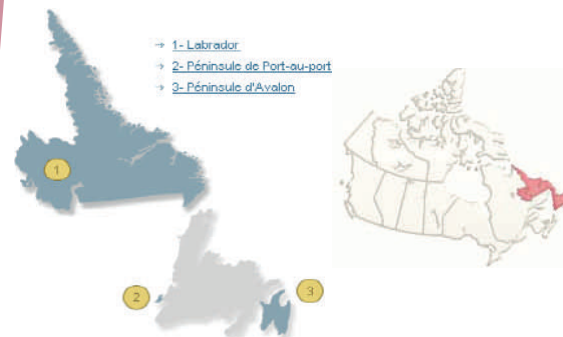 → 1- Labrador
→ 2- Péninsule de Port-au-port
→ 3- Péninsule d'Avalon
1
2
3